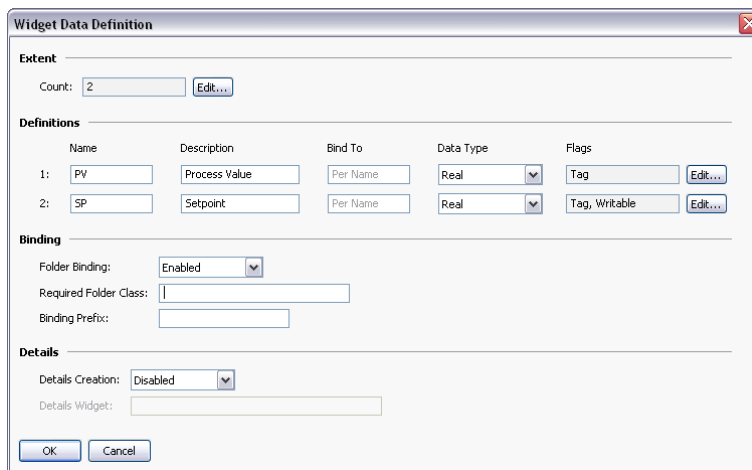 Widget Data Definition
Extent
Count: 2 Edit...
Definitions
Name Description Bind To Data Type Flags
1: PV Process Value Per Name Real Tag Edit...
2: SP Setpoint Per Name Real Tag, Writable Edit...
Binding
Folder Binding: Enabled
Required Folder Class:
Binding Prefix:
Details
Details Creation: Disabled
Details Widget:
OK Cancel